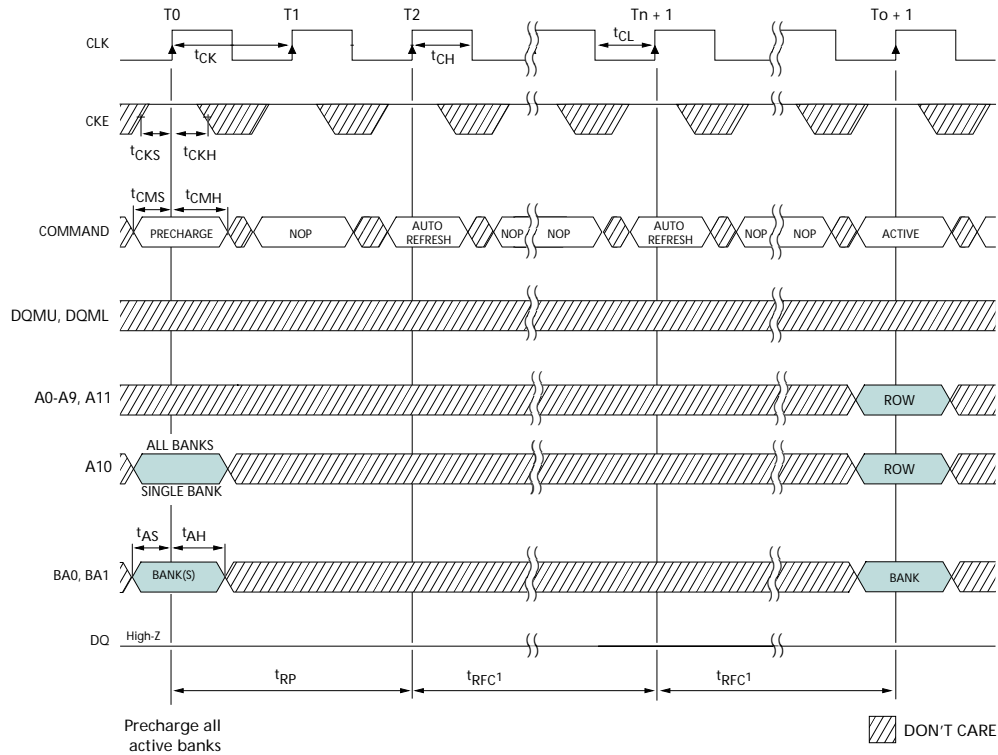 T0 T1 T2 Tn + 1 To + 1
CLK
tCK tCH tCL
CKE
tCKS tCKH
tCMS tCMH
COMMAND PRECHARGE NOP AUTO REFRESH NOP NOP AUTO REFRESH NOP NOP ACTIVE
DQMU, DQML
A0-A9, A11 ROW
ALL BANKS
A10 ROW
SINGLE BANK
tAS tAH
BA0, BA1 BANK(S) BANK
DQ High-Z
tRP tRFC1 tRFC1
Precharge all
active banks
DON'T CARE